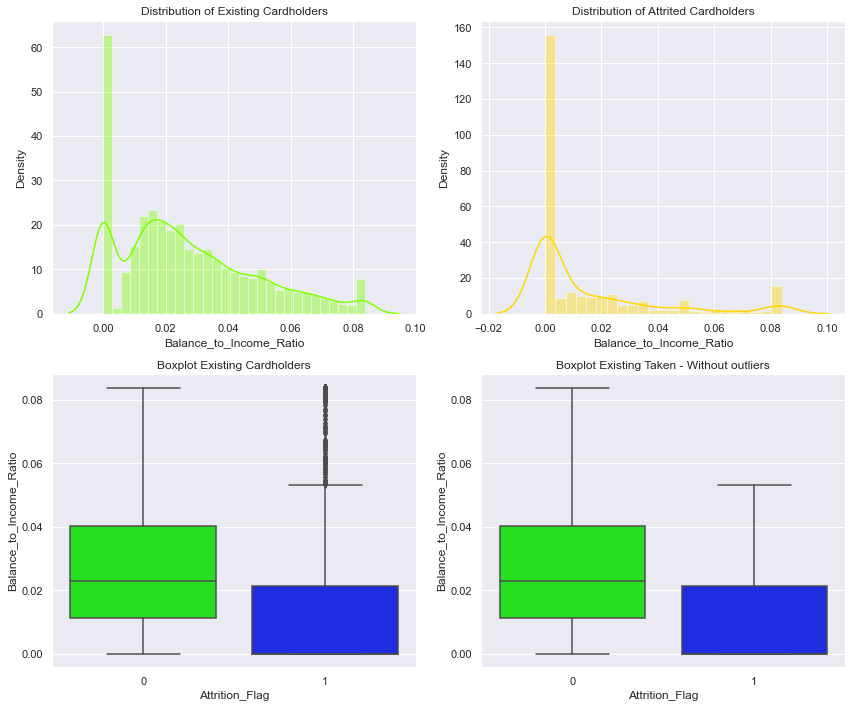 Distribution of Existing Cardholders
Density
60
50
40
30
20
10
0
0.00 0.02 0.04 0.06 0.08 0.10
Balance_to_Income_Ratio
Distribution of Attrited Cardholders
Density
160
140
120
100
80
60
40
20
0
−0.02 0.00 0.02 0.04 0.06 0.08 0.10
Balance_to_Income_Ratio
Boxplot Existing Cardholders
Balance_to_Income_Ratio
0.08
0.06
0.04
0.02
0.00
0 1
Attrition_Flag
Boxplot Existing Taken - Without outliers
Balance_to_Income_Ratio
0.08
0.06
0.04
0.02
0.00
0 1
Attrition_Flag